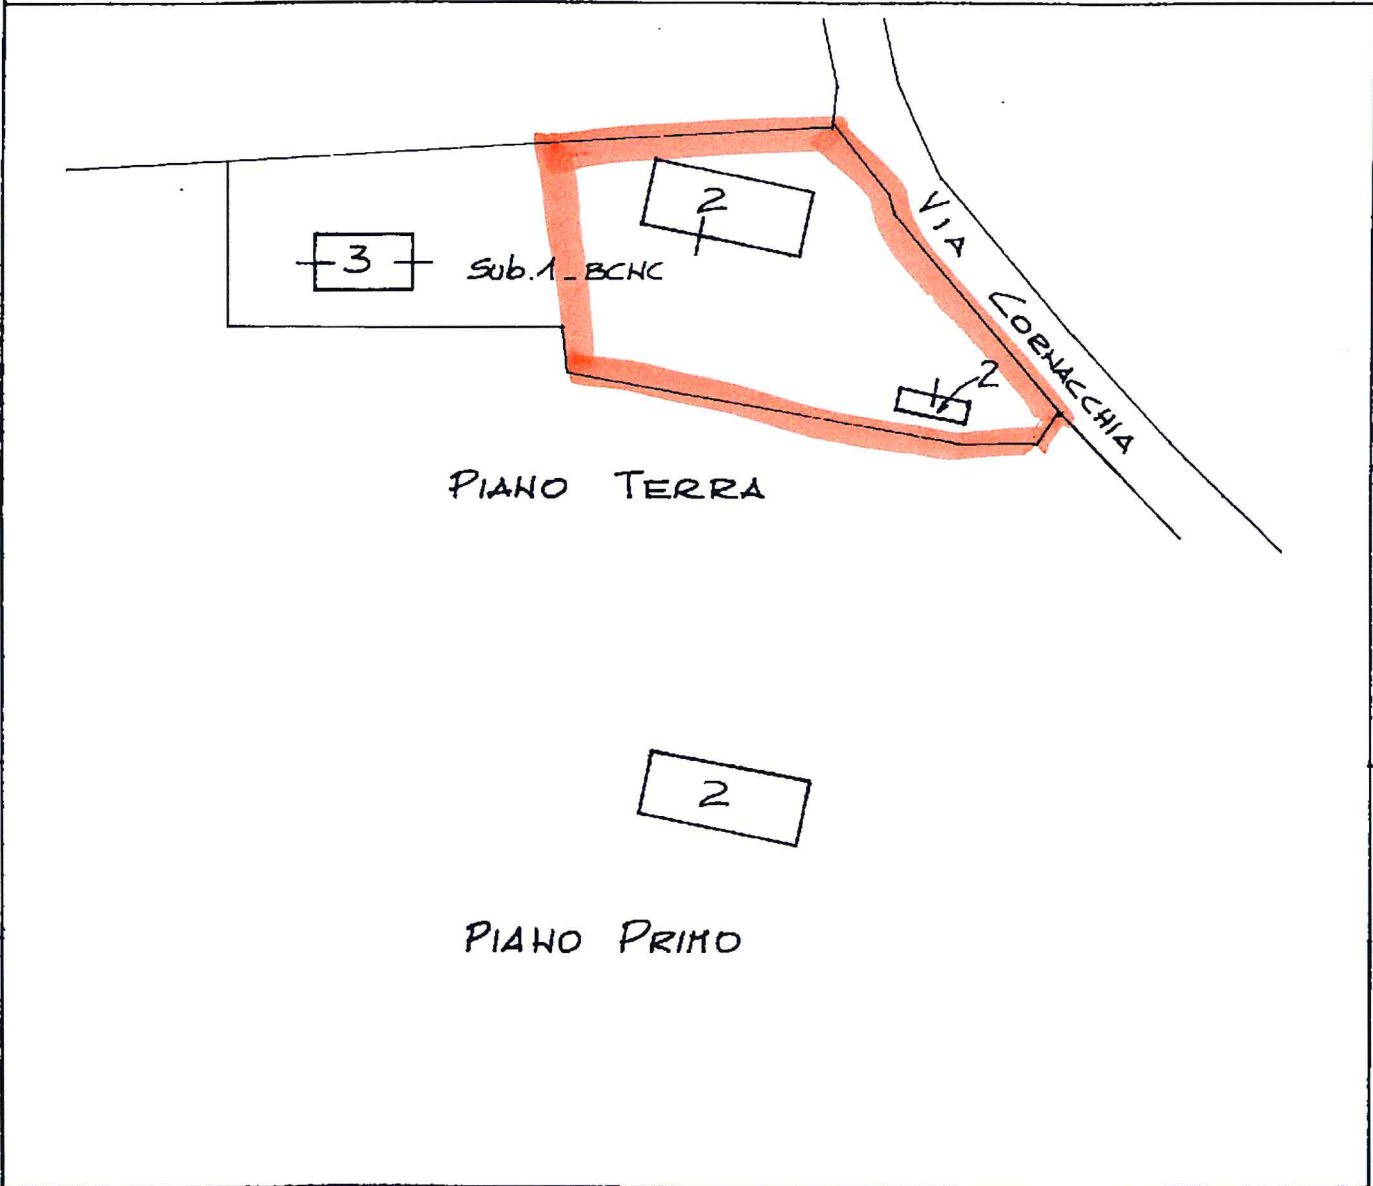 2
VIA CORNACCHIA
3
Sub.1_BCNC
2
PIANO TERRA
2
PIANO PRIMO